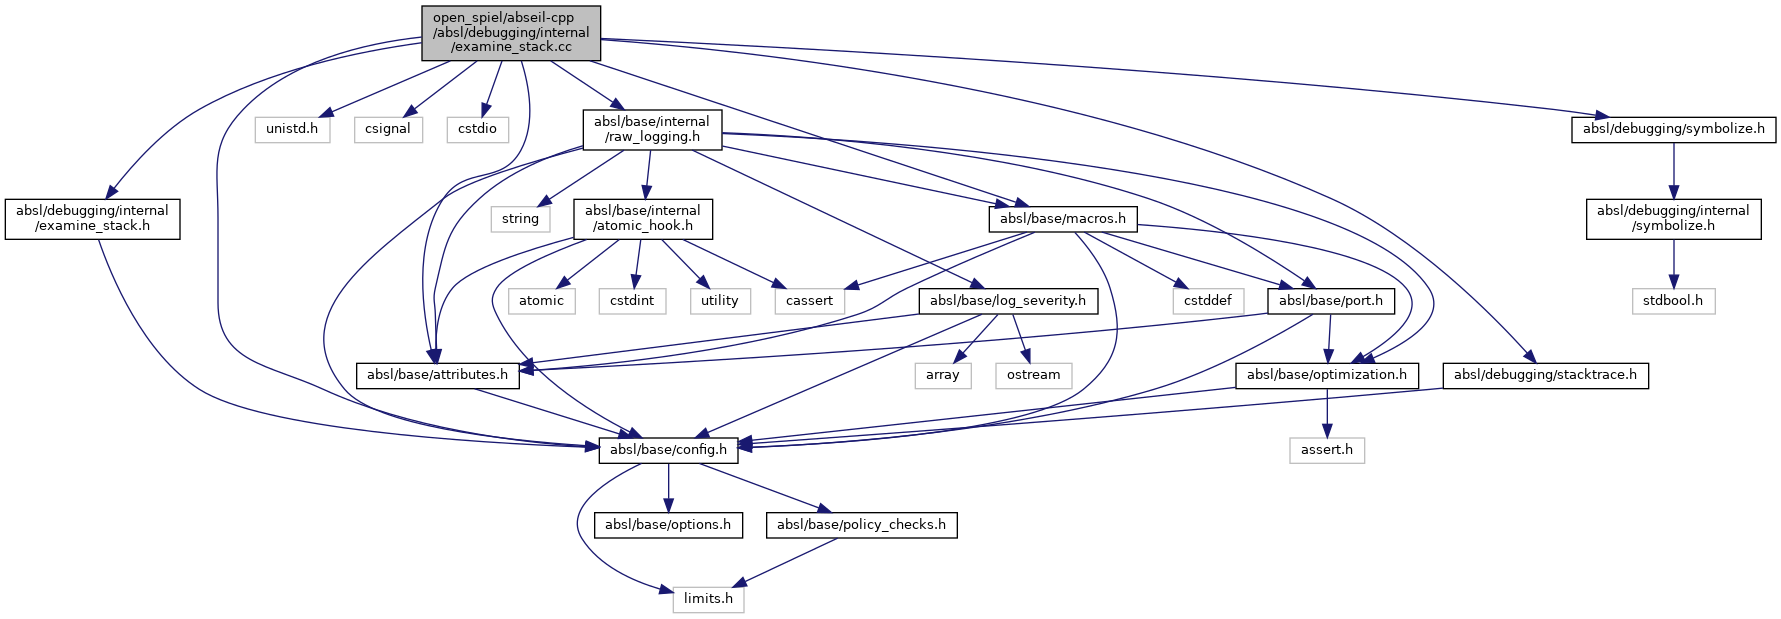 open_spiel/abseil-cpp
/absl/debugging/internal
/examine_stack.cc
unistd.h
csignal
cstdio
absl/base/internal
/raw_logging.h
absl/debugging/symbolize.h
absl/debugging/internal
/examine_stack.h
string
absl/base/internal
/atomic_hook.h
absl/base/macros.h
absl/debugging/internal
/symbolize.h
atomic
cstdint
utility
cassert
absl/base/log_severity.h
cstddef
absl/base/port.h
stdbool.h
absl/base/attributes.h
array
ostream
absl/base/optimization.h
absl/debugging/stacktrace.h
absl/base/config.h
assert.h
absl/base/options.h
absl/base/policy_checks.h
limits.h